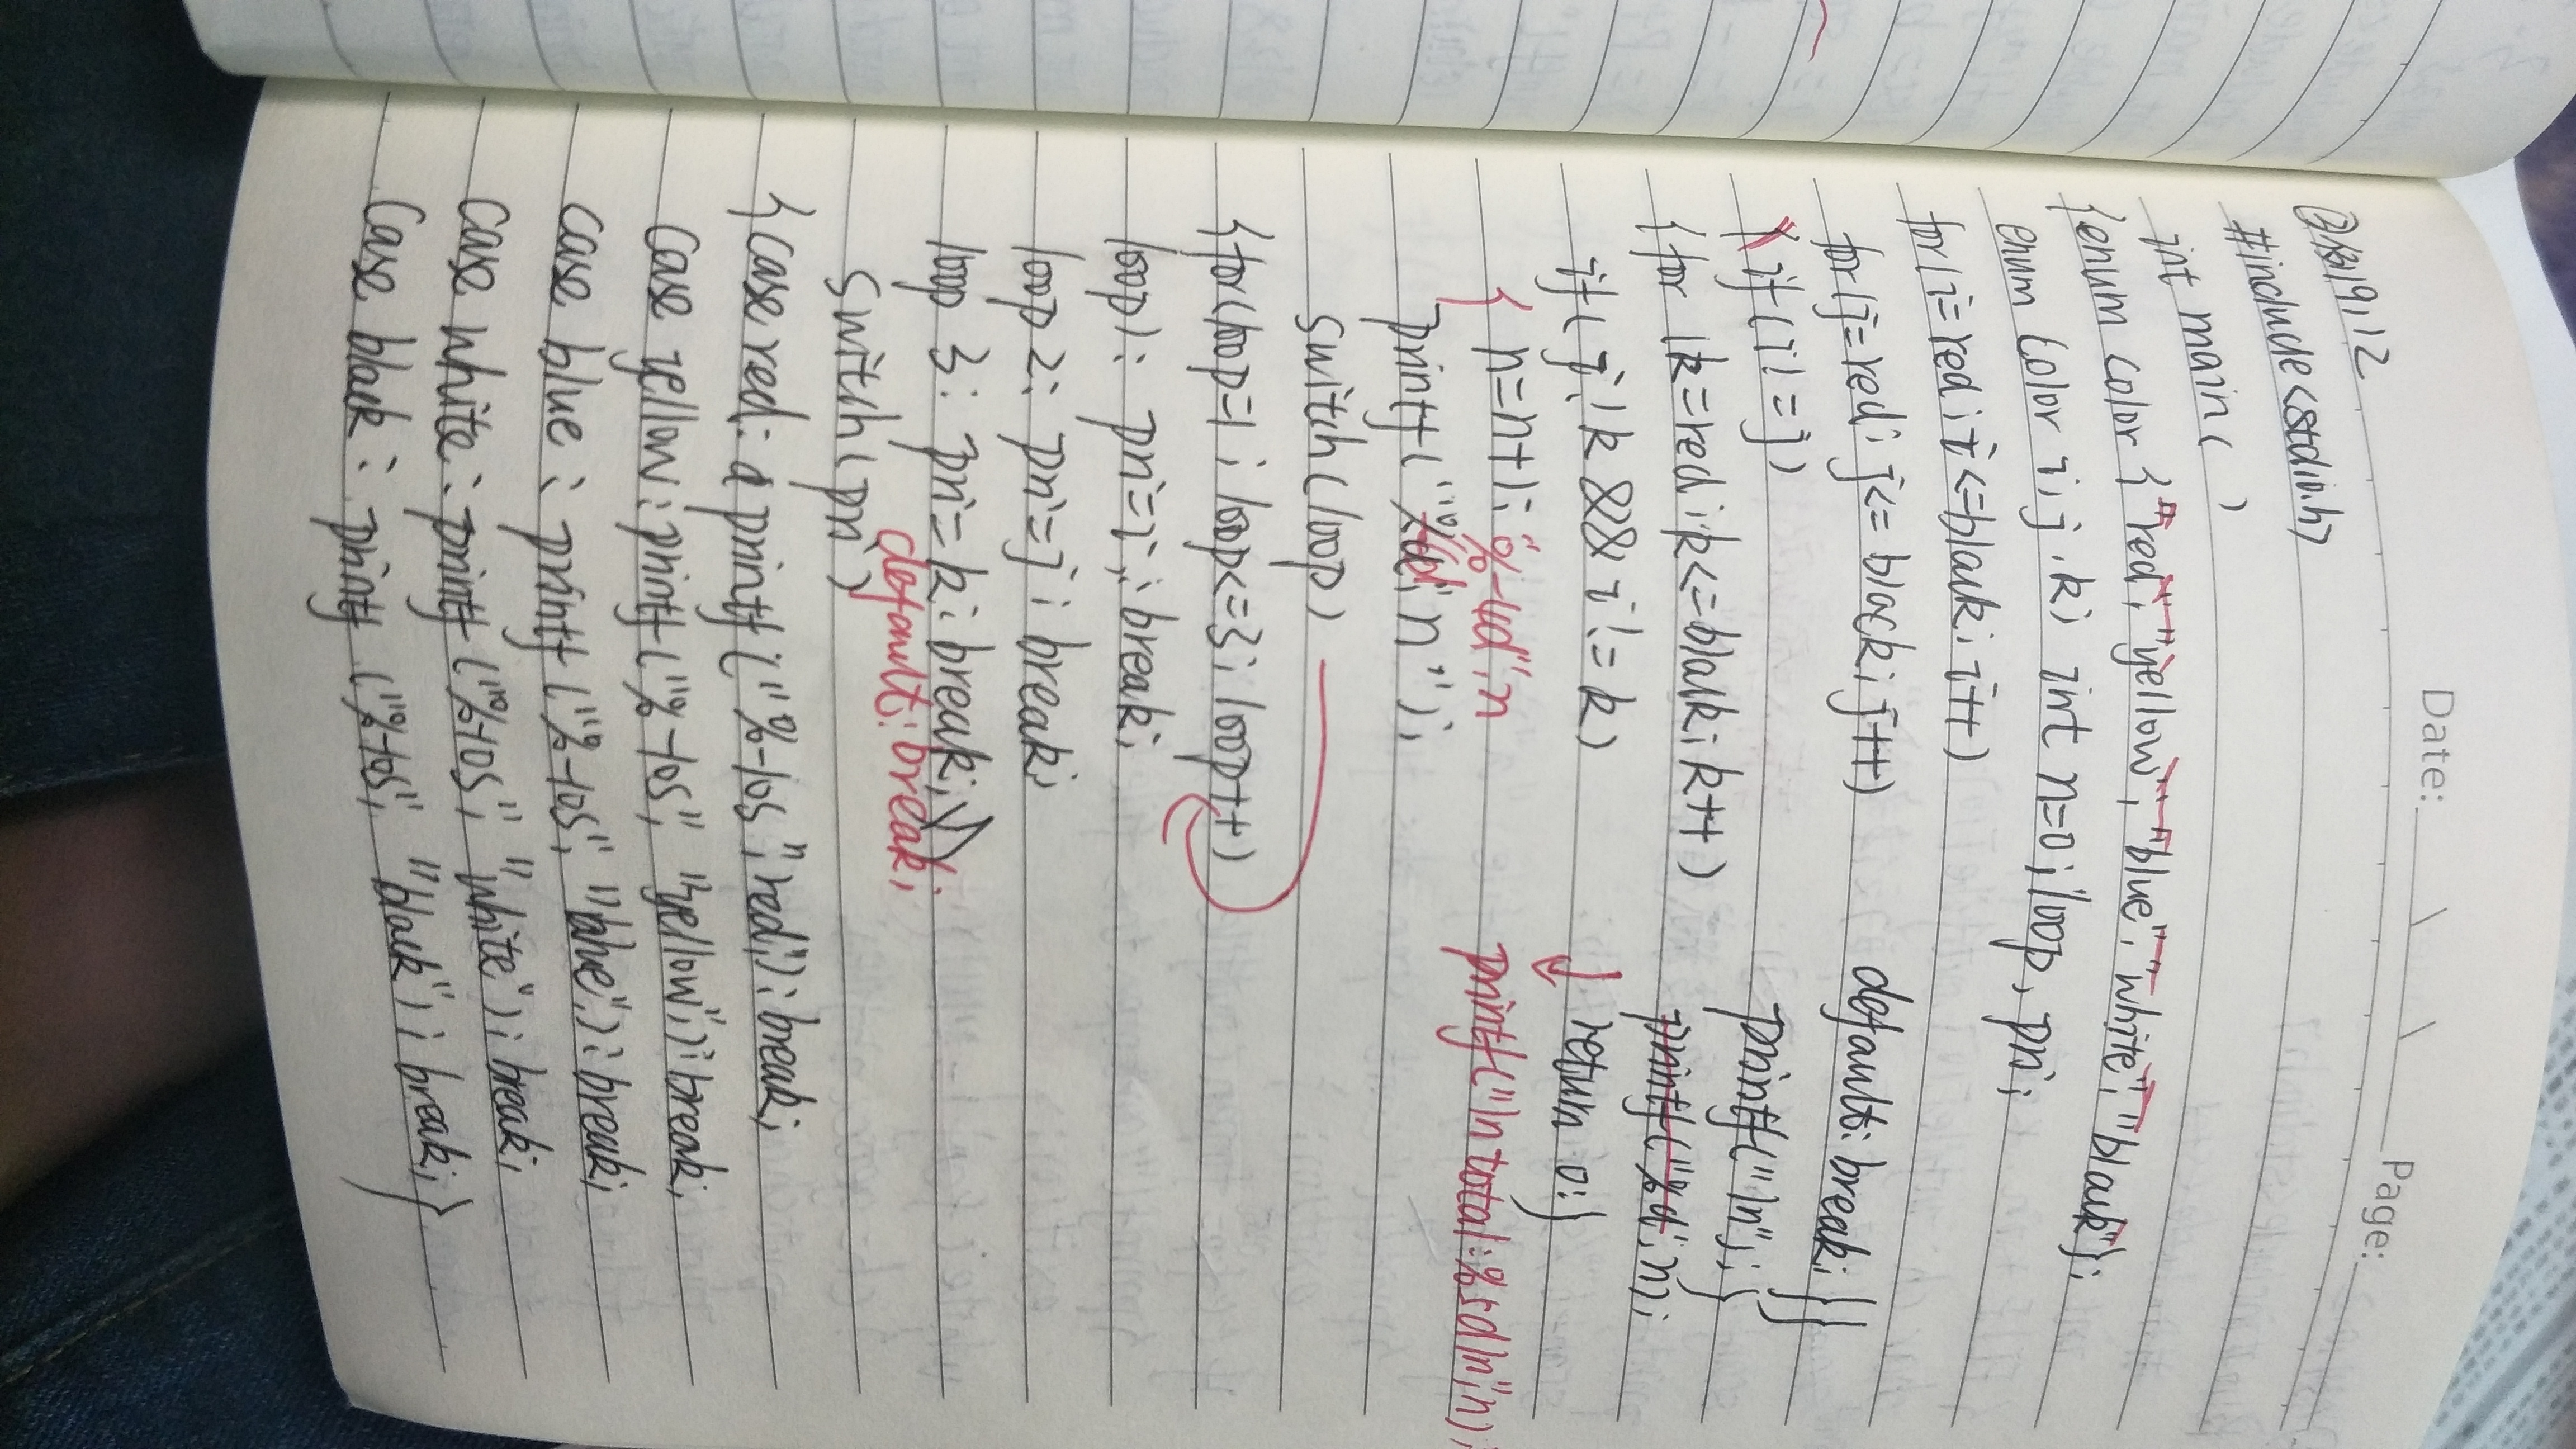 Date:
Page:
③例9,12
#include<stdio.h>
int main( )
{enum color {"red", "yellow", "blue", "white", "black"};
enum color i, j, k; int n=0; loop, pri;
for(i=red; i<=black; i++)
for(j=red; j<= black; j++)
{if(i!=j)
{for (k=red; k<=black; k++)
if( j!k && i!=k)
{ n=n+1; "%-4d",n
printf("%d", n");
switch(loop)
{for(loop=1; loop<=3; loop++)
loop1: pri=i; break;
loop 2: pri=j; break;
loop 3: pri=k; break;}}
default: break;
switch(pri)
{case red: printf("%-10s", "red"); break;
case yellow: printf("%-10s", "yellow"); break;
case blue : printf("%-10s", "blue"); break;
case white: printf("%-10s", "white"); break;
case black: printf("%-10s", "black"); break;}
default: break;}}
printf("\n");}
printf("%d", n);
return 0;}
printf("\n total:%5d\n",n);